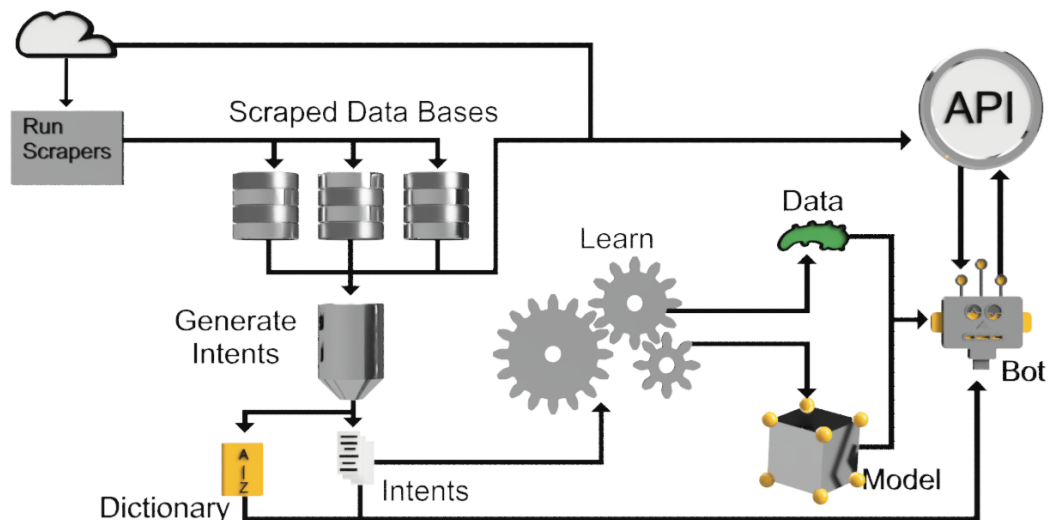 Run
Scrapers
Scraped Data Bases
API
Data
Learn
Generate
Intents
Bot
A
I
Z
Dictionary
Intents
Model